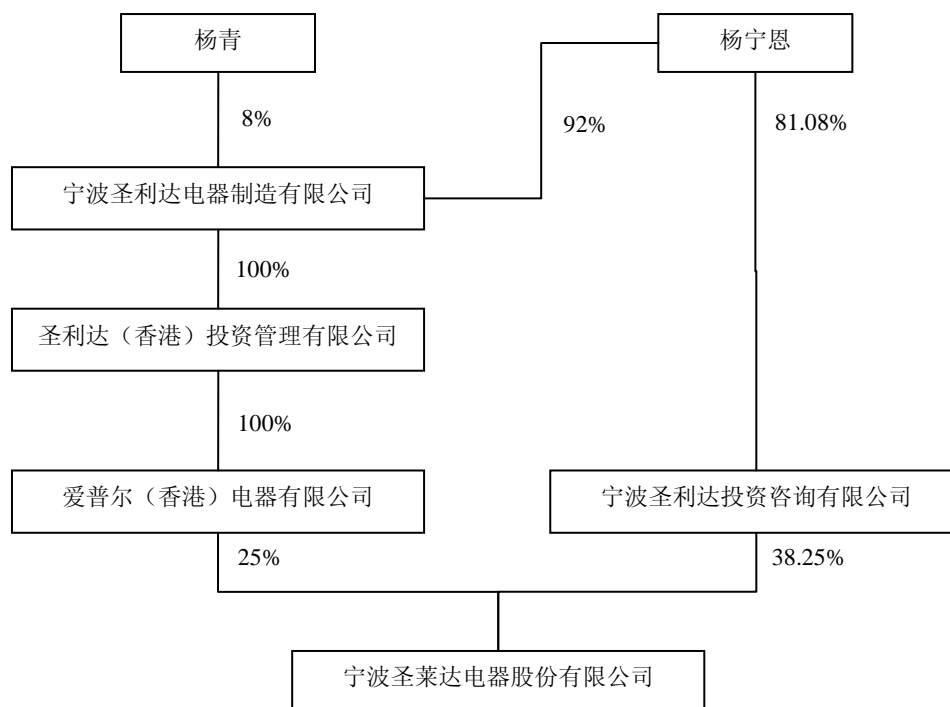 杨青
杨宁恩
8%
92%
81.08%
宁波圣利达电器制造有限公司
100%
圣利达（香港）投资管理有限公司
100%
爱普尔（香港）电器有限公司
宁波圣利达投资咨询有限公司
25%
38.25%
宁波圣莱达电器股份有限公司